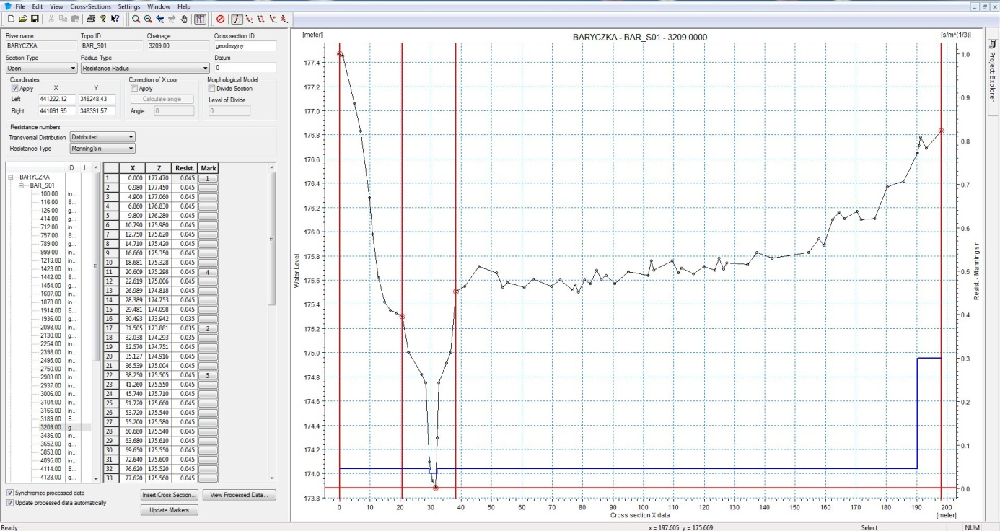 File Edit View Cross-Sections Settings Window Help
River name Topo ID Chainage Cross section ID
BARYCZKA BAR_S01 3209.00 geodezyjny
Section Type Radius Type Datum
Open Resistance Radius 0
Coordinates Correction of X coor Morphological Model
Apply X Y Apply Divide Section
Left 441222.12 348248.43 Calculate angle Level of Divide
Right 441091.95 348391.57 Angle 0 0
Resistance numbers
Transversal Distribution Distributed
Resistance Type Manning's n
ID I
BARYCZKA
BAR_S01
100.00 in...
116.00 B...
126.00 g...
414.00 g...
712.00 in...
757.00 B...
789.00 g...
999.00 in...
1219.00 in...
1423.00 in...
1442.00 B...
1454.00 g...
1607.00 in...
1878.00 in...
1914.00 B...
1936.00 g...
2098.00 in...
2130.00 g...
2254.00 in...
2398.00 in...
2495.00 in...
2750.00 in...
2903.00 in...
2937.00 in...
3006.00 in...
3104.00 in...
3166.00 in...
3189.00 B...
3209.00 g...
3436.00 in...
3652.00 g...
3853.00 in...
4095.00 in...
4114.00 B...
4128.00 g...
X Z Resist. Mark
1 0.000 177.470 0.045 1
2 0.980 177.450 0.045
3 4.900 177.060 0.045
4 6.860 176.830 0.045
5 9.800 176.280 0.045
6 10.790 175.980 0.045
7 12.750 175.620 0.045
8 14.710 175.420 0.045
9 16.660 175.350 0.045
10 18.681 175.328 0.045
11 20.609 175.298 0.045 4
12 22.619 175.006 0.045
13 26.989 174.818 0.045
14 28.389 174.753 0.045
15 29.481 174.098 0.045
16 30.493 173.942 0.035
17 31.505 173.881 0.035 2
18 32.038 174.293 0.035
19 32.570 174.751 0.045
20 35.127 174.916 0.045
21 36.539 175.004 0.045
22 38.250 175.505 0.045 5
23 41.260 175.550 0.045
24 45.740 175.710 0.045
25 51.720 175.660 0.045
26 53.720 175.540 0.045
27 55.200 175.580 0.045
28 60.680 175.540 0.045
29 63.680 175.610 0.045
30 69.650 175.550 0.045
31 72.640 175.600 0.045
32 76.620 175.520 0.045
33 77.620 175.560 0.045
Synchronize processed data
Update processed data automatically
Insert Cross Section... View Processed Data...
Update Markers
[meter] BARYCZKA - BAR_S01 - 3209.0000 [s/m^(1/3)]
177.4
177.2
177.0
176.8
176.6
176.4
176.2
176.0
175.8
175.6
175.4
175.2
175.0
174.8
174.6
174.4
174.2
174.0
173.8
Water Level
1.0
0.9
0.8
0.7
0.6
0.5
0.4
0.3
0.2
0.1
0.0
Resist. - Manning's n
0 10 20 30 40 50 60 70 80 90 100 110 120 130 140 150 160 170 180 190 200
Cross section X data [meter]
Project Explorer
Ready x = 197.605 y = 175.669 Select NUM